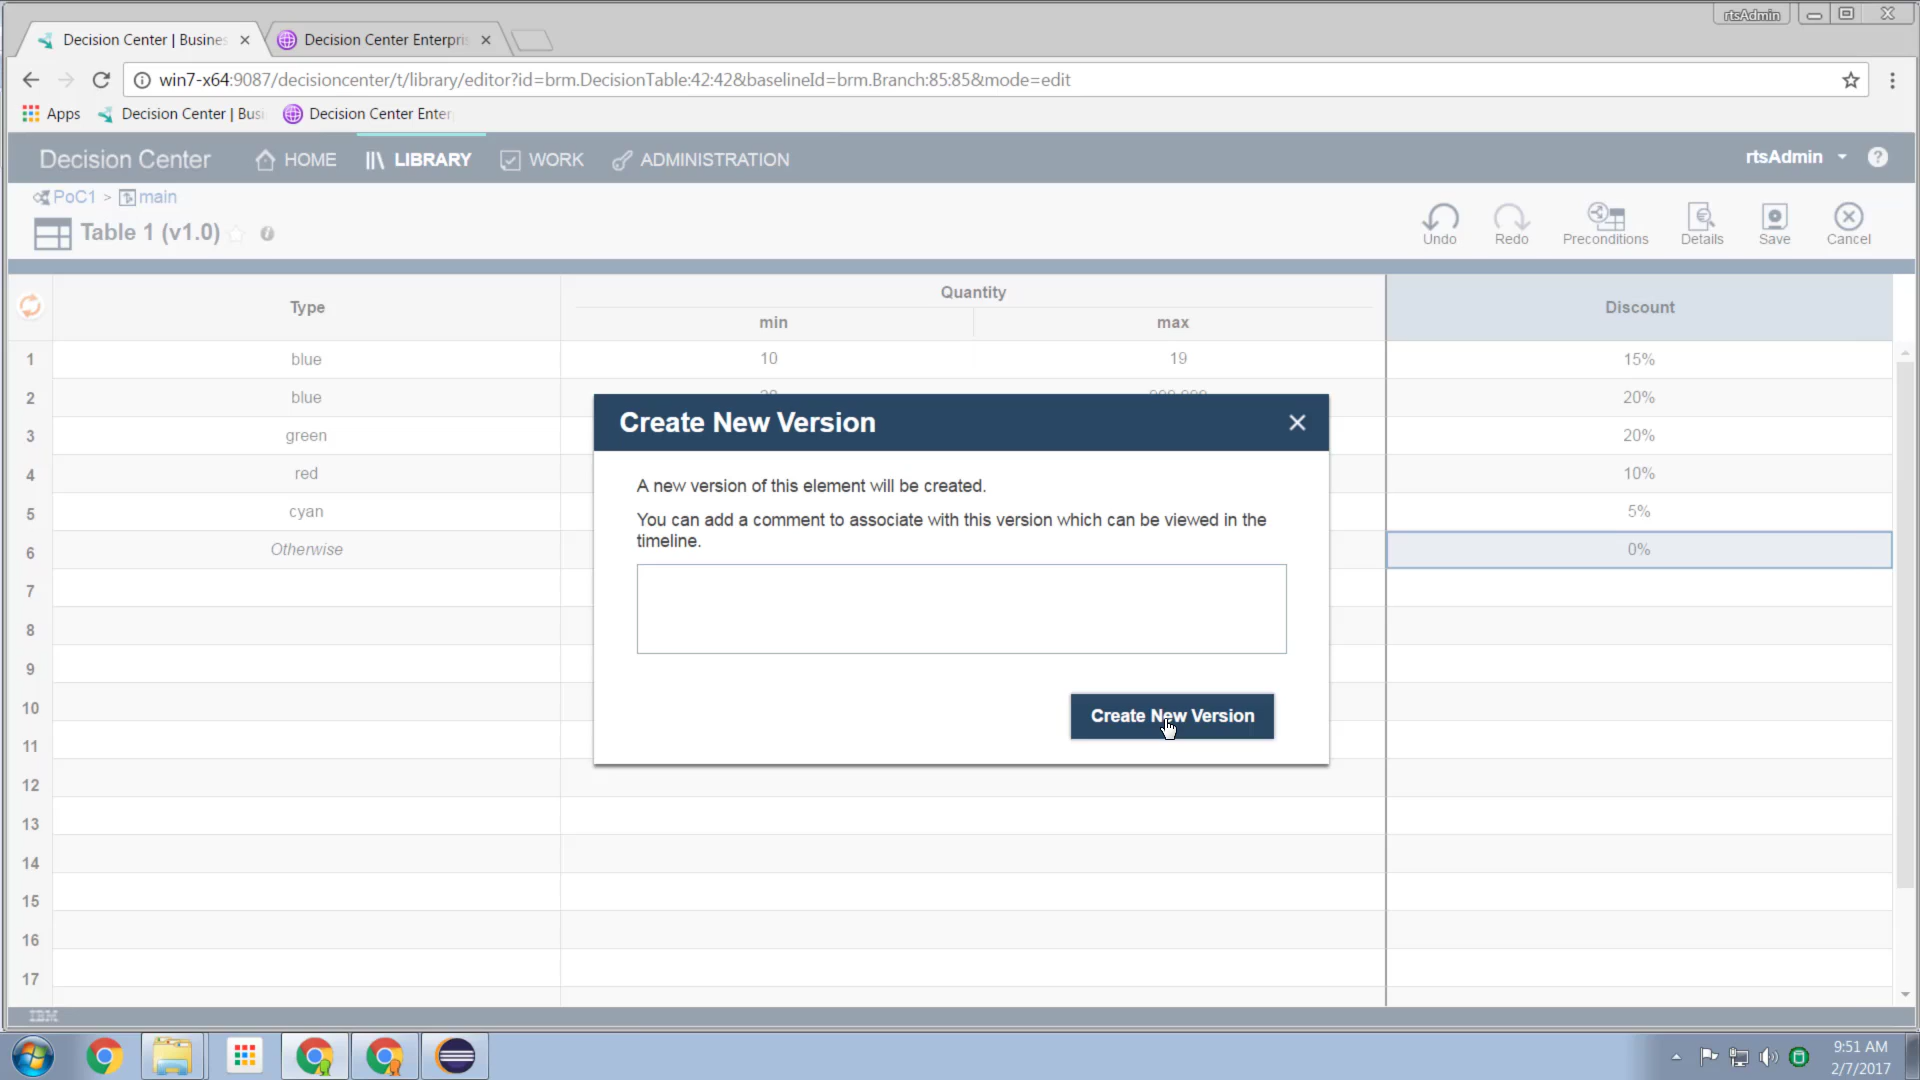 rtsAdmin
Decision Center | Busines
Decision Center Enterpris
win7-x64:9087/decisioncenter/t/library/editor?id=brm.DecisionTable:42:42&baselineId=brm.Branch:85:85&mode=edit
Apps Decision Center | Busi Decision Center Enter
Decision Center HOME LIBRARY WORK ADMINISTRATION rtsAdmin ?
PoC1 > main
Table 1 (v1.0)
Undo Redo Preconditions Details Save Cancel
Type Quantity Discount
min max
1 blue 10 19 15%
2 blue 20%
3 green 20%
4 red 10%
5 cyan 5%
6 Otherwise 0%
7
8
9
10
11
12
13
14
15
16
17
Create New Version
A new version of this element will be created.
You can add a comment to associate with this version which can be viewed in the
timeline.
Create New Version
IBM
9:51 AM
2/7/2017